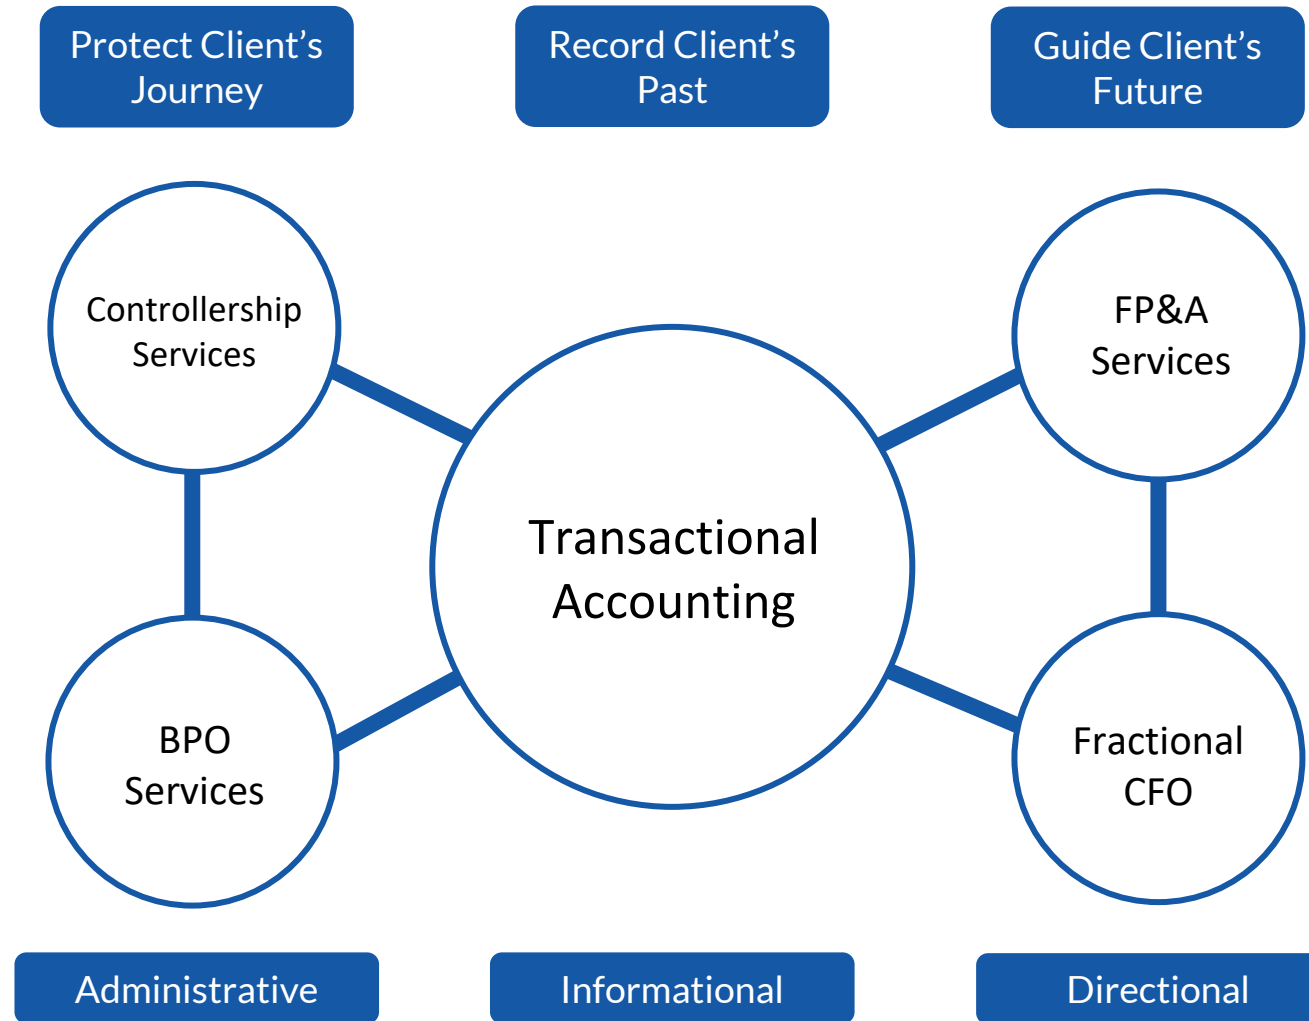 Protect Client’s
Journey
Record Client’s
Past
Guide Client’s
Future
Controllership
Services
FP&A
Services
Transactional
Accounting
BPO
Services
Fractional
CFO
Administrative
Informational
Directional